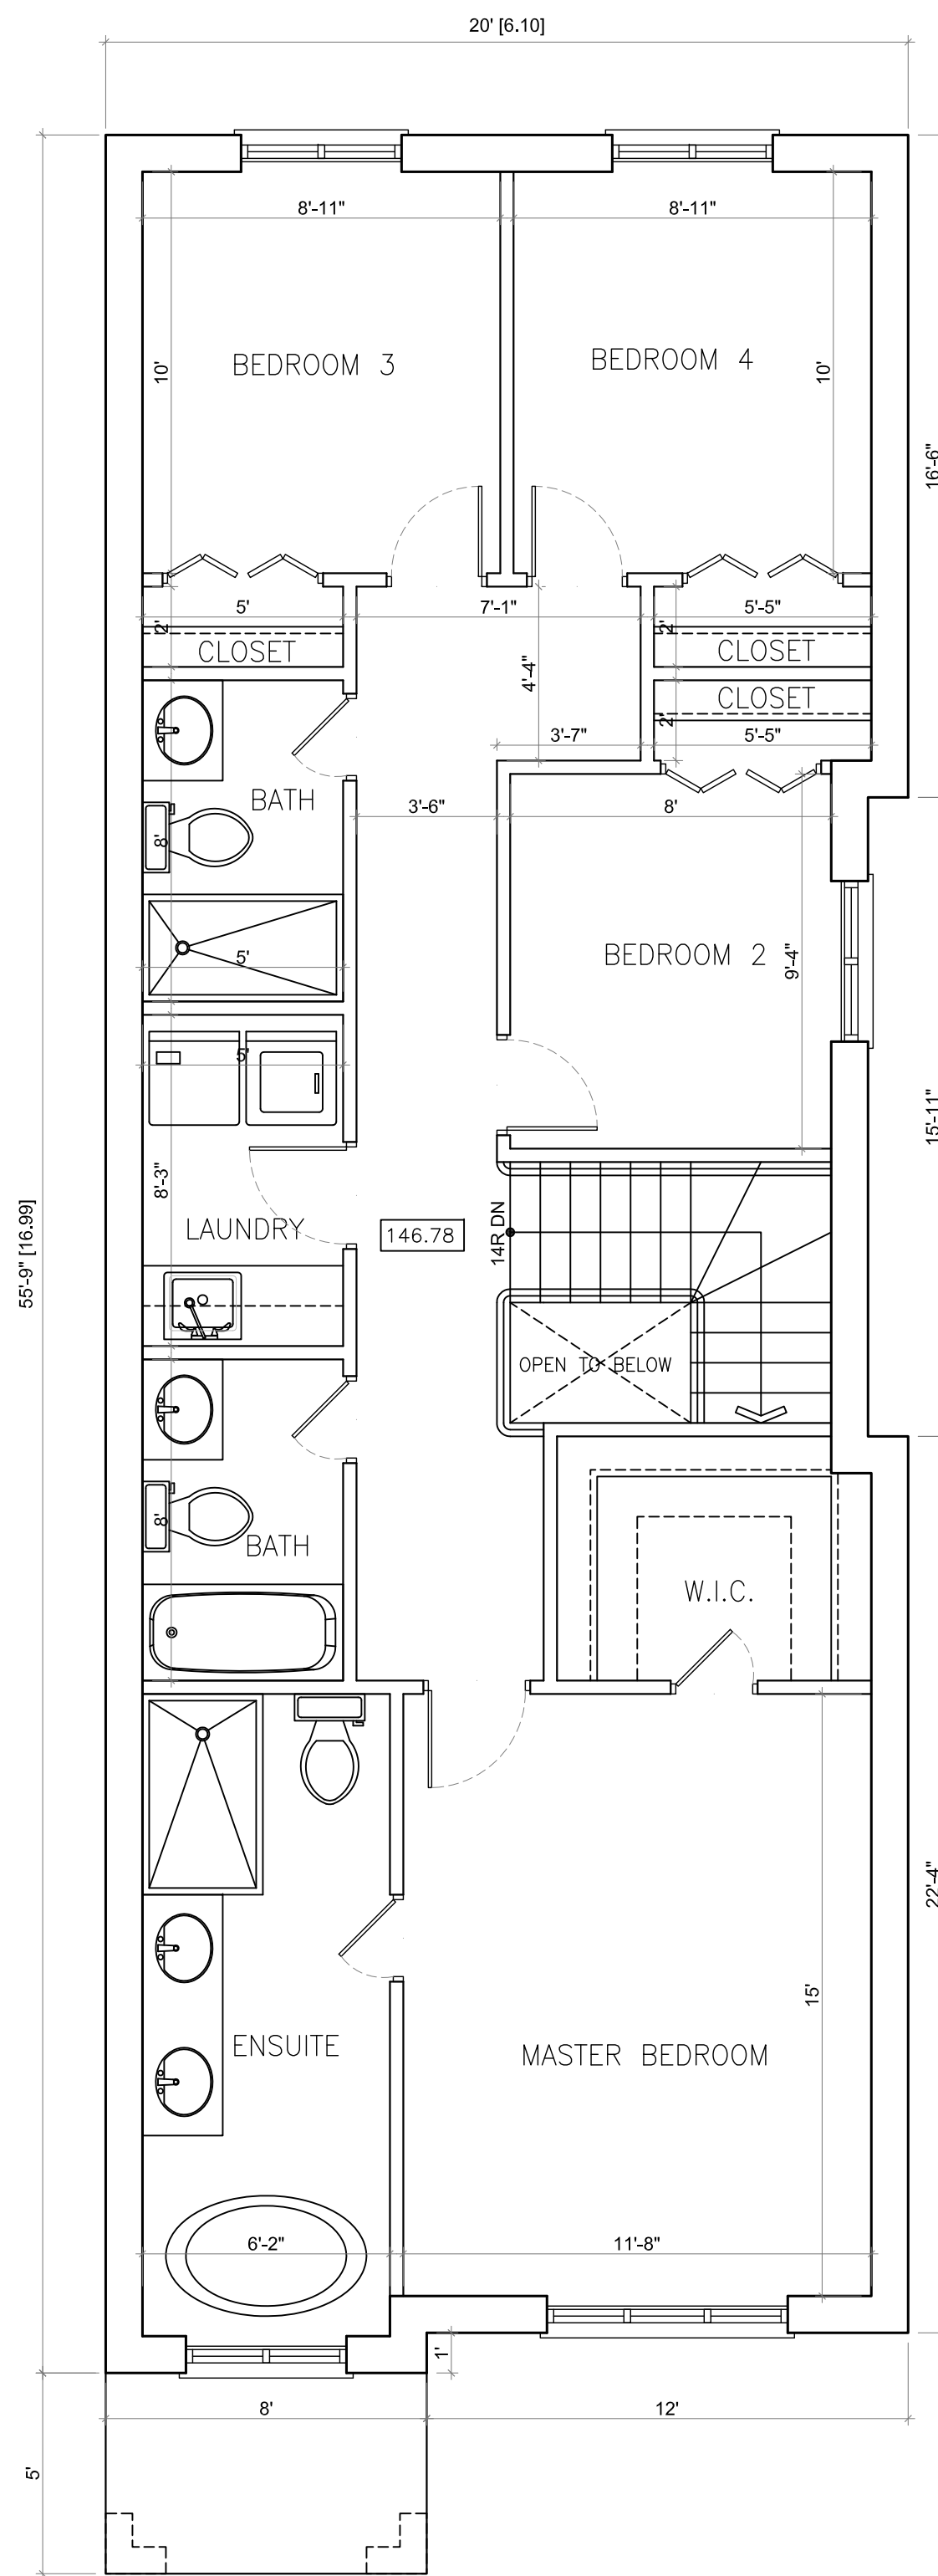 20' [6.10]
8'-11"
8'-11"
BEDROOM 3
BEDROOM 4
10'
10'
16'-6"
5'
7'-1"
5'-5"
2'
2'
CLOSET
CLOSET
4'-4"
CLOSET
2'
3'-7"
5'-5"
BATH
3'-6"
8'
8'
5'
BEDROOM 2
9'-4"
5'
15'-11"
8'-3"
LAUNDRY
146.78
14R DN
55'-9" [16.99]
OPEN TO BELOW
8'
BATH
W.I.C.
22'-4"
15'
ENSUITE
MASTER BEDROOM
6'-2"
11'-8"
1'
8'
12'
5'